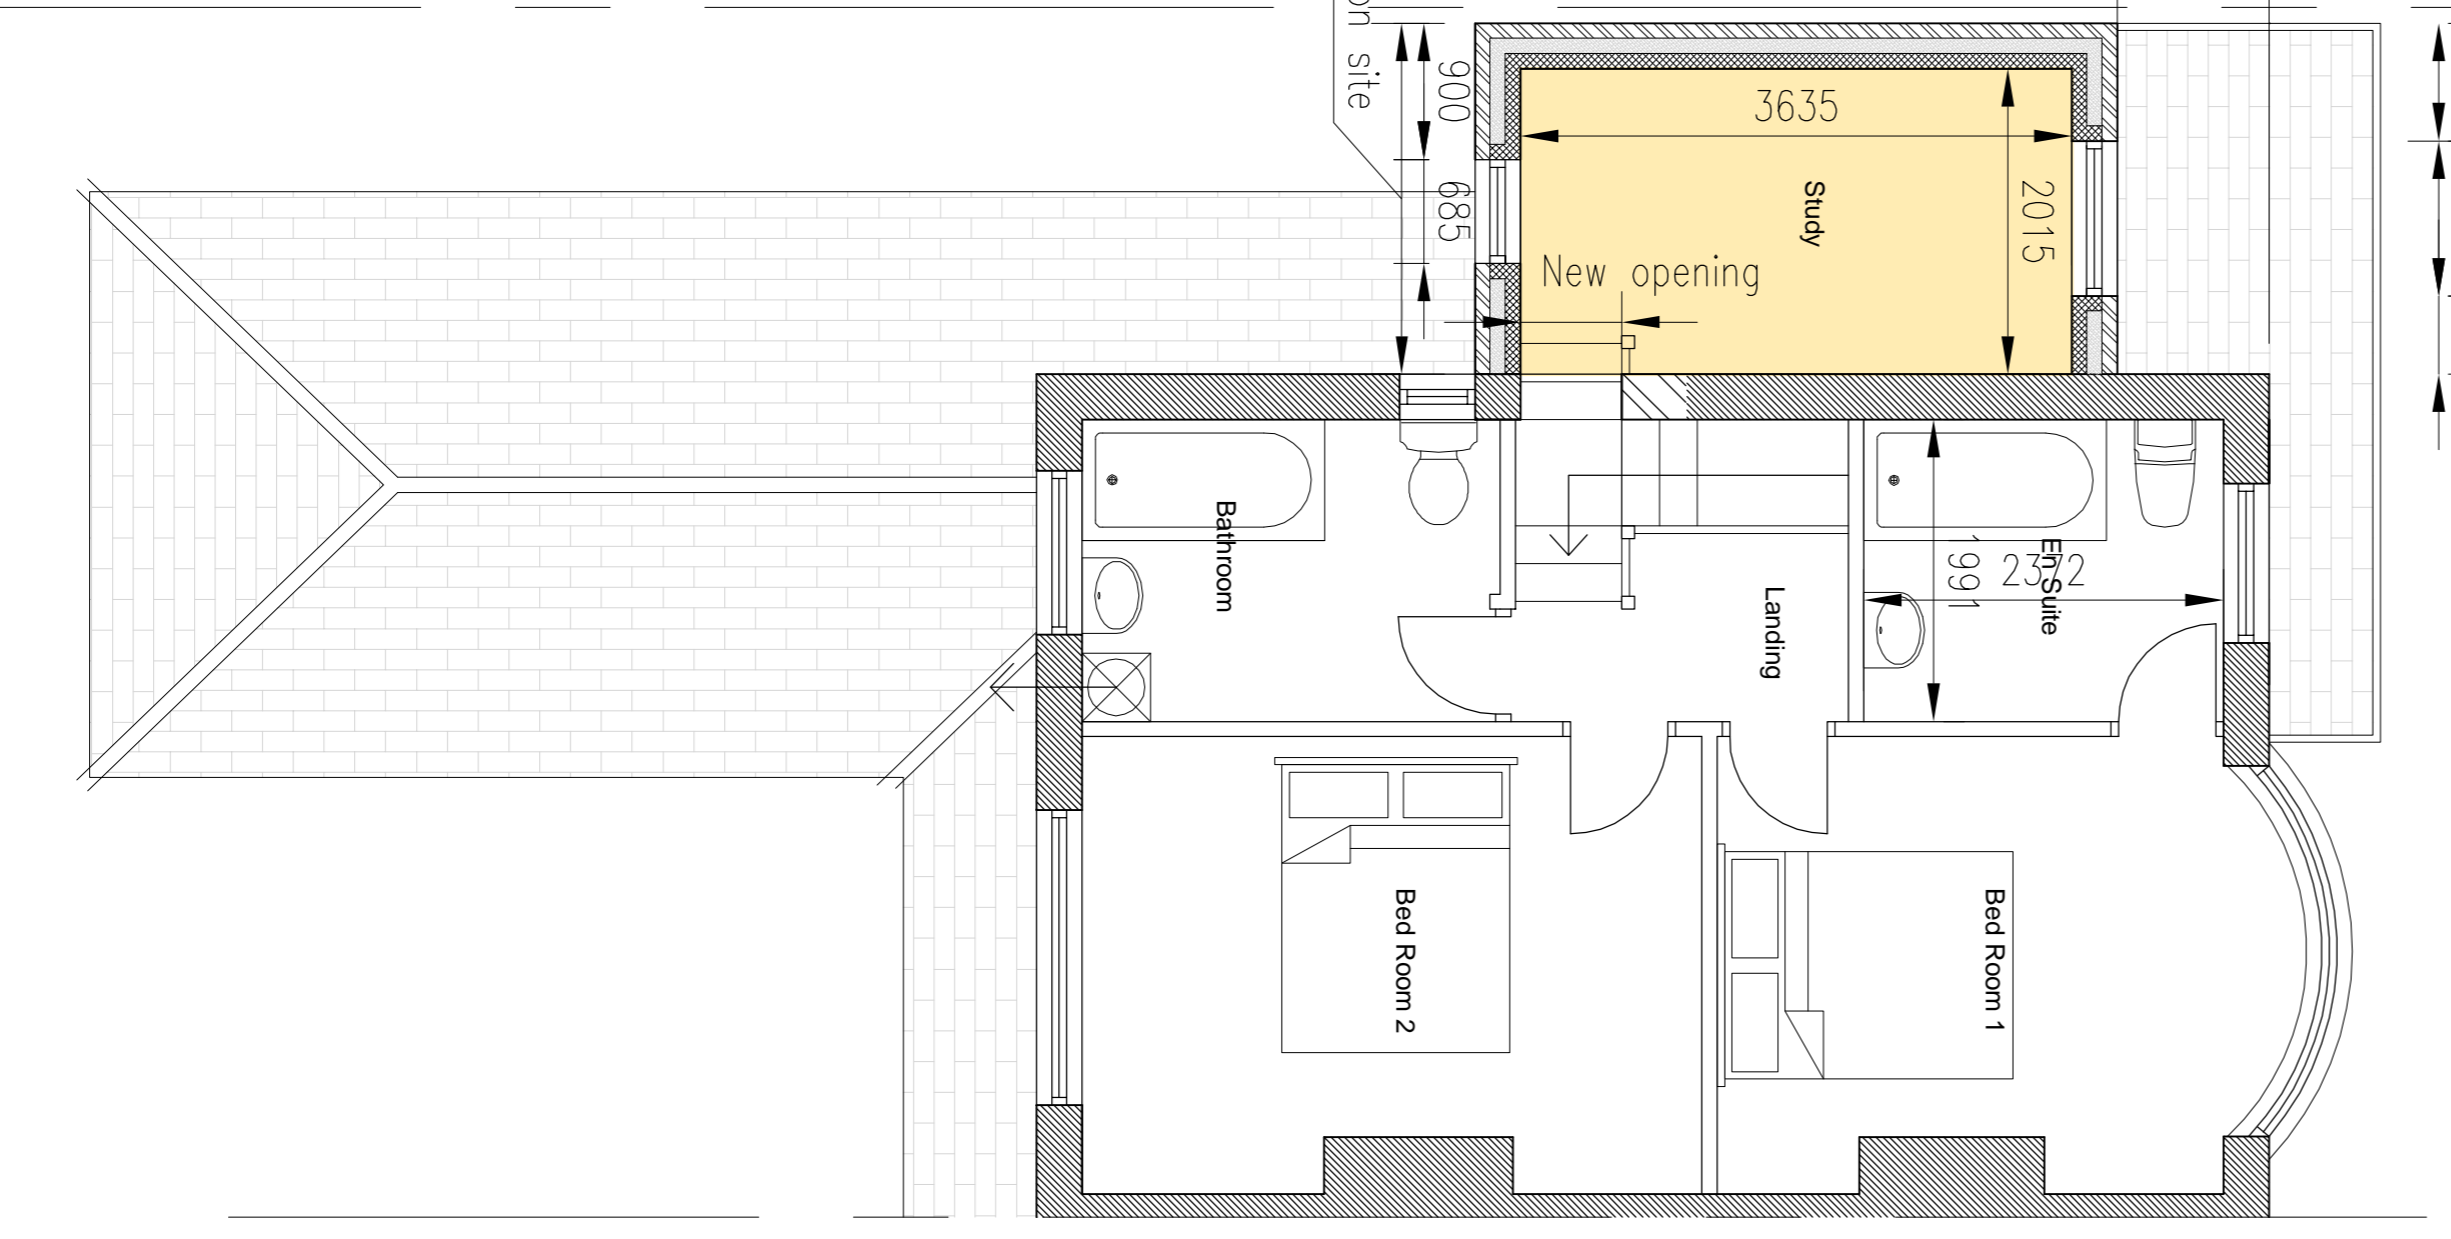 on site
900
685
3635
2015
Study
New opening
Bathroom
Landing
1991
2372
En Suite
Bed Room 2
Bed Room 1